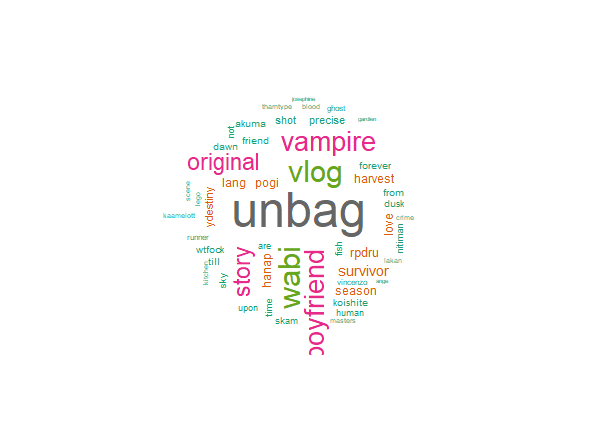 josephine
thamtype blood ghost
akuma shot precise garden
not friend vampire
dawn
original vlog forever
lang pogi harvest
scene lego ydestiny unbag from
dusk
kaamelott love crime
nitiman
runner are fish
wtfock story hanap wabi boyfriend rpdru lakan
till survivor
kitchen sky vincenzo ange
season
koishite
upon time human
skam masters